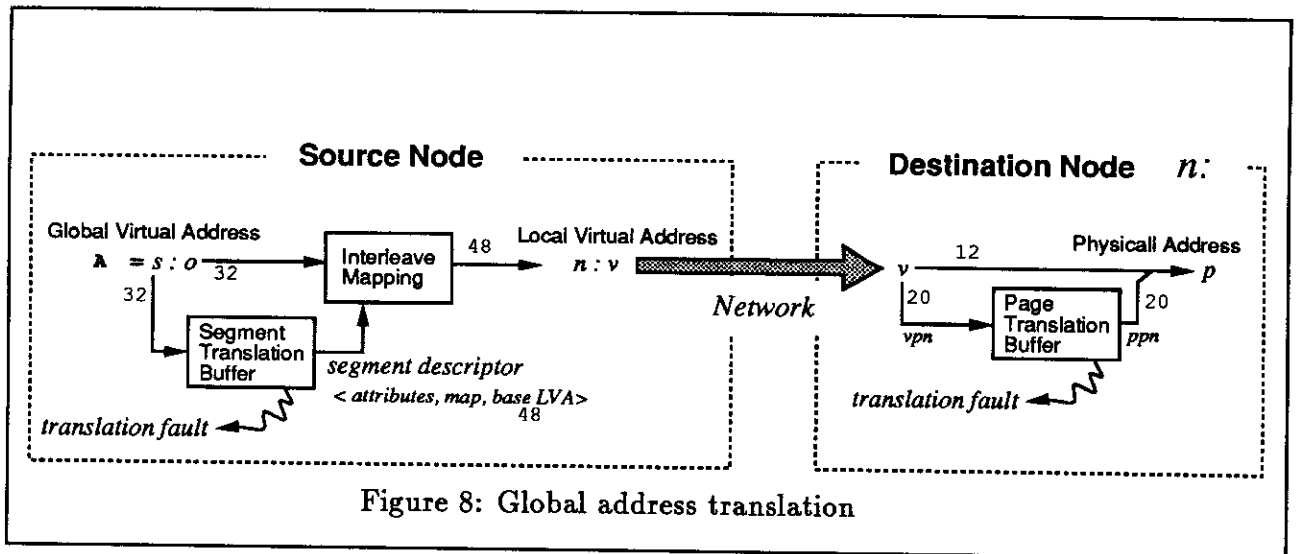 Source Node
Destination Node n:
Global Virtual Address
A = s : o
32
32
Interleave
Mapping
48
Local Virtual Address
n : v
Network
Segment
Translation
Buffer
segment descriptor
< attributes, map, base LVA>
48
translation fault
v
12
Physicall Address
p
20
vpn
Page
Translation
Buffer
20
ppn
translation fault
Figure 8: Global address translation